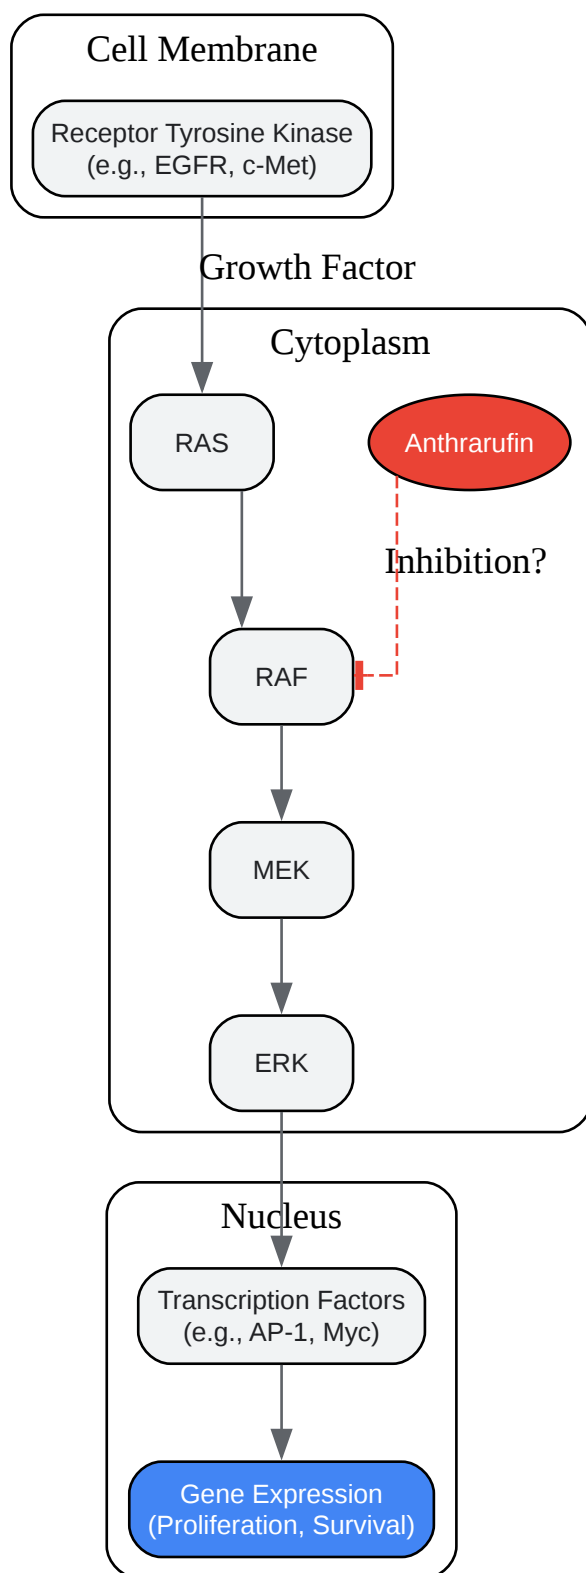 Cell Membrane
Receptor Tyrosine Kinase
(e.g., EGFR, c-Met)
Growth Factor
Cytoplasm
RAS
Anthrarufin
Inhibition?
RAF
MEK
ERK
Nucleus
Transcription Factors
(e.g., AP-1, Myc)
Gene Expression
(Proliferation, Survival)